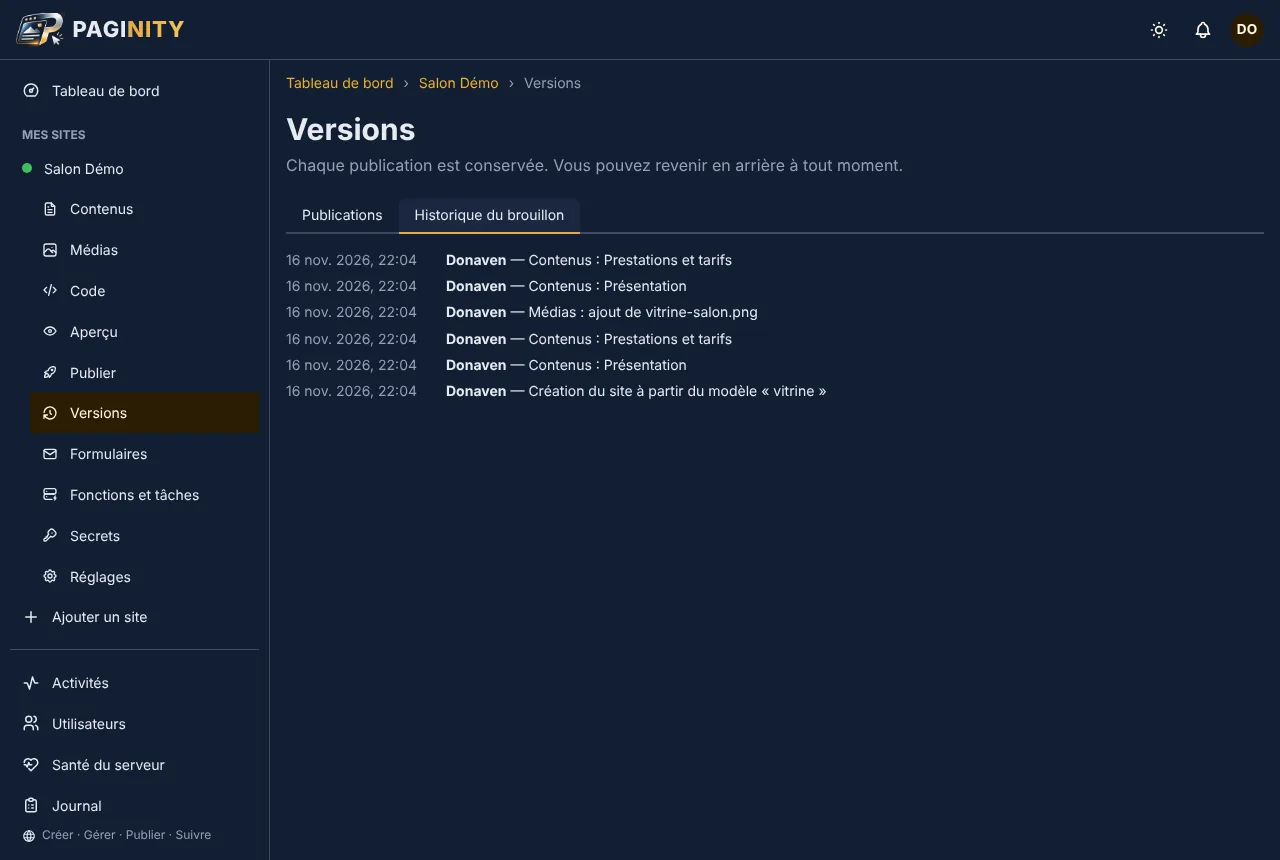 PAGINITY
DO
Tableau de bord
MES SITES
Salon Démo
Contenus
Médias
Code
Aperçu
Publier
Versions
Formulaires
Fonctions et tâches
Secrets
Réglages
Ajouter un site
Activités
Utilisateurs
Santé du serveur
Journal
Créer · Gérer · Publier · Suivre
Tableau de bord › Salon Démo › Versions
Versions
Chaque publication est conservée. Vous pouvez revenir en arrière à tout moment.
Publications Historique du brouillon
16 nov. 2026, 22:04 Donaven — Contenus : Prestations et tarifs
16 nov. 2026, 22:04 Donaven — Contenus : Présentation
16 nov. 2026, 22:04 Donaven — Médias : ajout de vitrine-salon.png
16 nov. 2026, 22:04 Donaven — Contenus : Prestations et tarifs
16 nov. 2026, 22:04 Donaven — Contenus : Présentation
16 nov. 2026, 22:04 Donaven — Création du site à partir du modèle « vitrine »